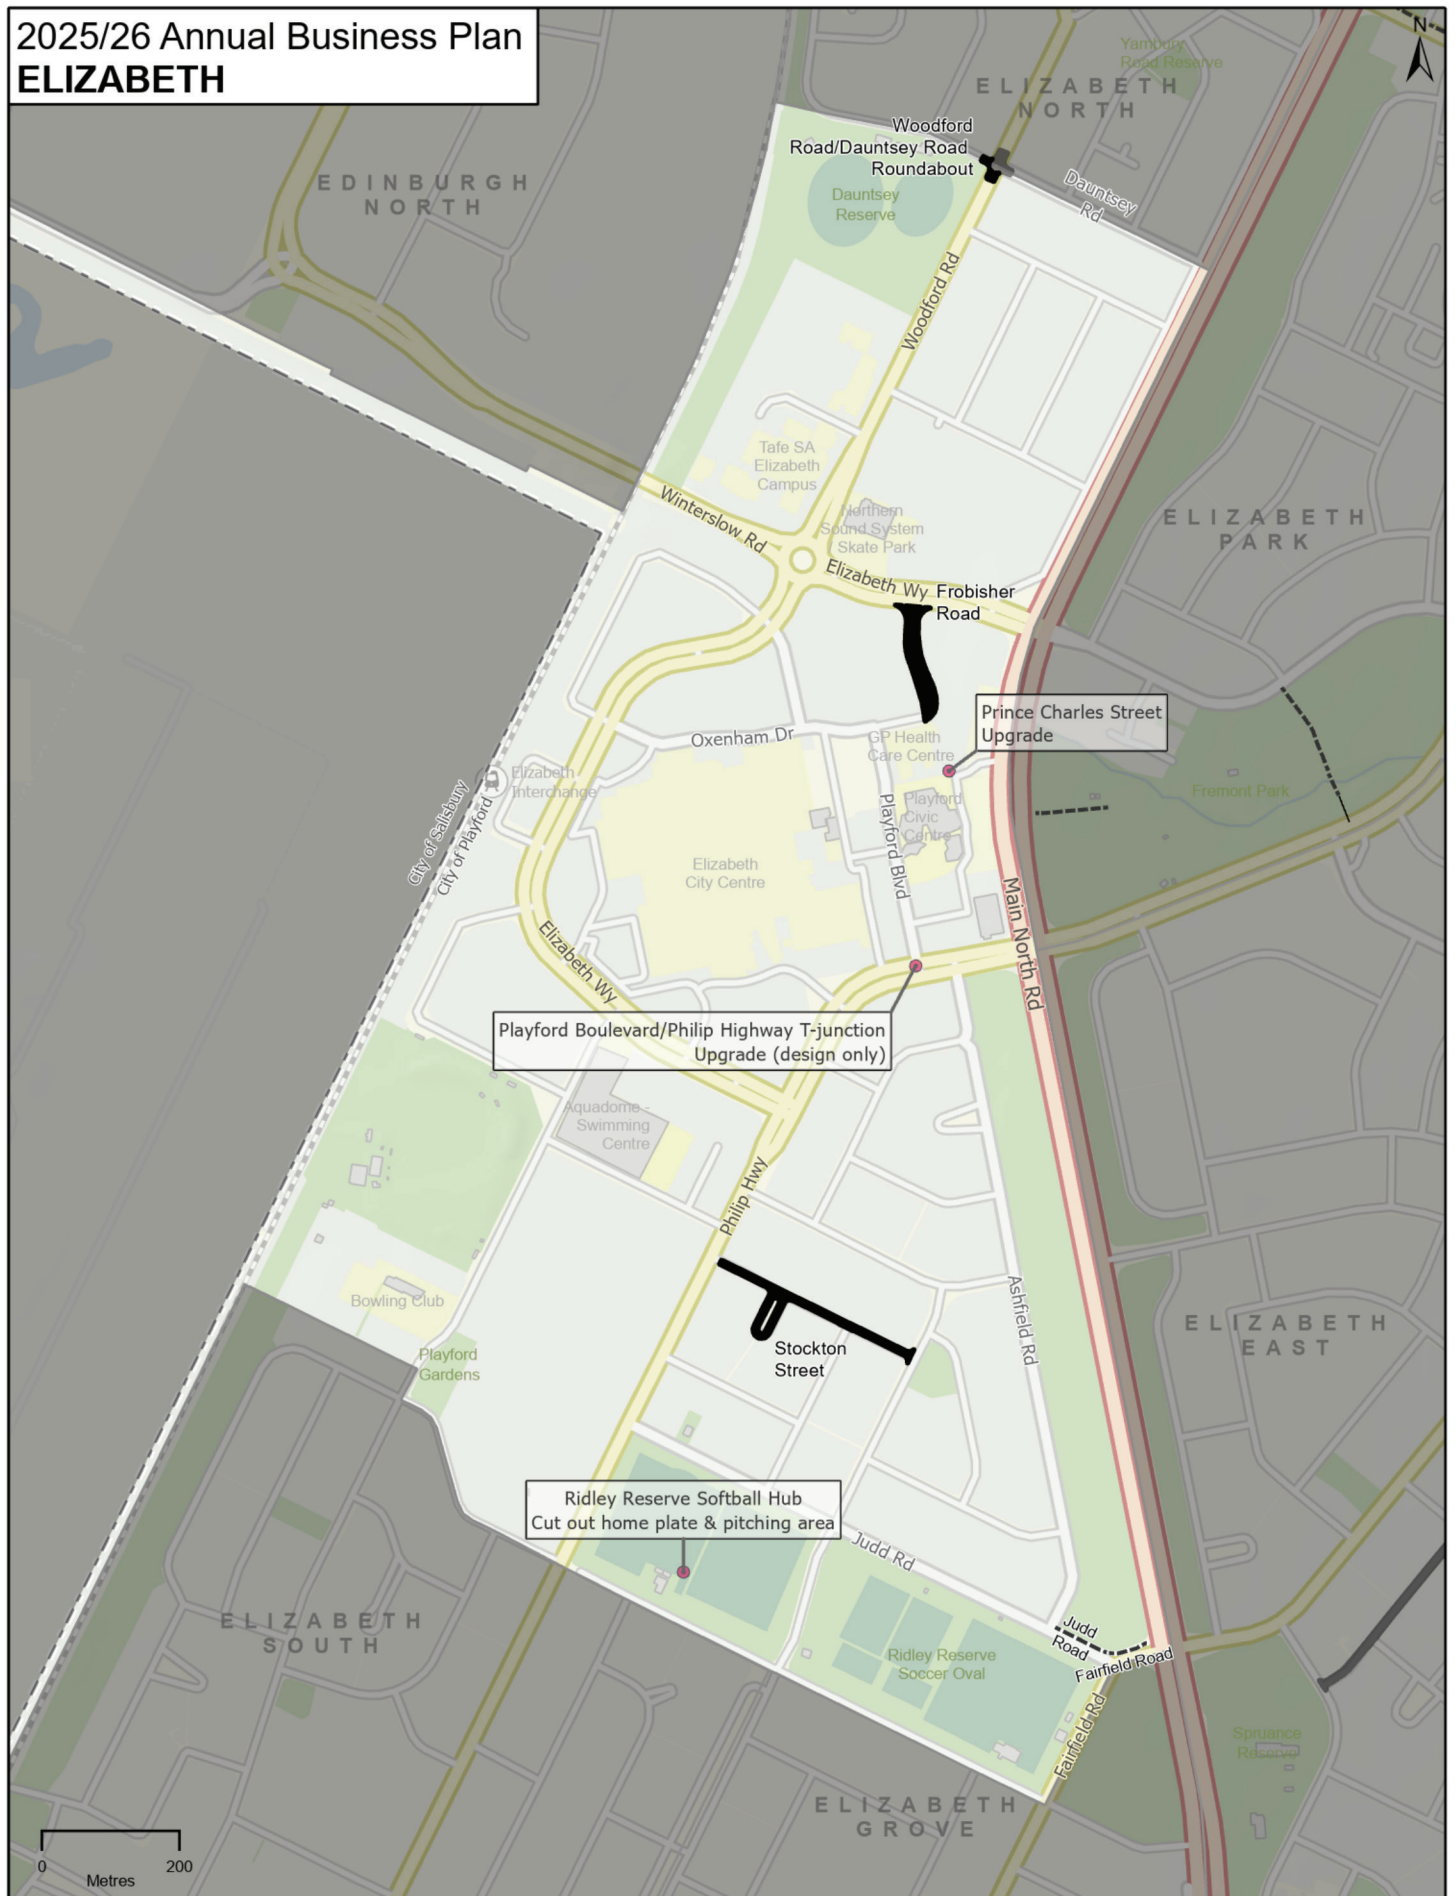 2025/26 Annual Business Plan
ELIZABETH
N
Yarnbury
Road Reserve
ELIZABETH
NORTH
Woodford
Road/Dauntsey Road
Roundabout
EDINBURGH
NORTH
Dauntsey
Rd
Dauntsey
Reserve
Woodford Rd
Tafe SA
Elizabeth
Campus
Winterslow Rd
Northern
Sound System
Skate Park
ELIZABETH
PARK
Elizabeth Wy
Frobisher
Road
Prince Charles Street
Upgrade
Oxenham Dr
GP Health
Care Centre
Elizabeth
Interchange
City of Salisbury
City of Playford
Playford
Civic
Centre
Playford Blvd
Fremont Park
Elizabeth
City Centre
Main North Rd
Elizabeth Wy
Playford Boulevard/Philip Highway T-junction
Upgrade (design only)
Aquadome -
Swimming
Centre
Philip Hwy
Bowling Club
Ashfield Rd
ELIZABETH
EAST
Stockton
Street
Playford
Gardens
Ridley Reserve Softball Hub
Cut out home plate & pitching area
Judd Rd
ELIZABETH
SOUTH
Judd
Road
Fairfield Road
Ridley Reserve
Soccer Oval
Fairfield Rd
Spruance
Reserve
ELIZABETH
GROVE
0 200
Metres